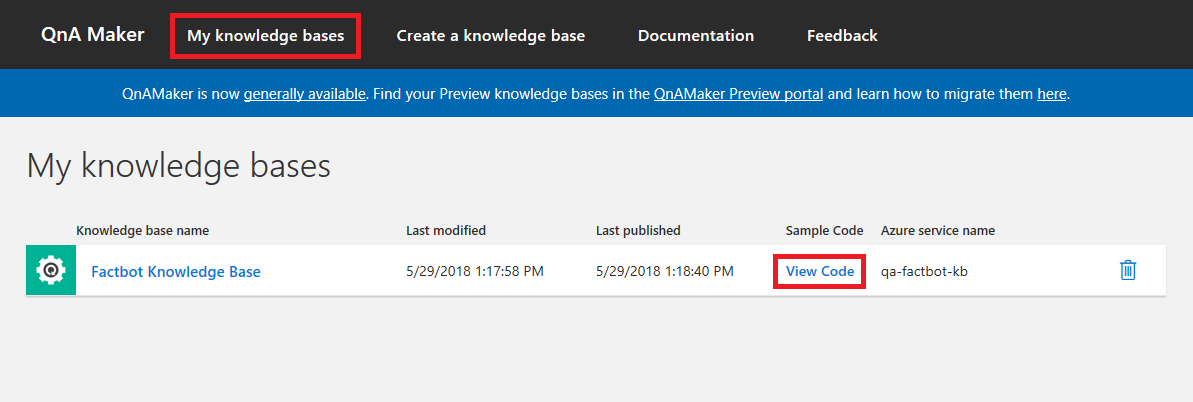 QnA Maker My knowledge bases Create a knowledge base Documentation Feedback
QnAMaker is now generally available. Find your Preview knowledge bases in the QnAMaker Preview portal and learn how to migrate them here.
My knowledge bases
Knowledge base name Last modified Last published Sample Code Azure service name
Factbot Knowledge Base 5/29/2018 1:17:58 PM 5/29/2018 1:18:40 PM View Code qa-factbot-kb